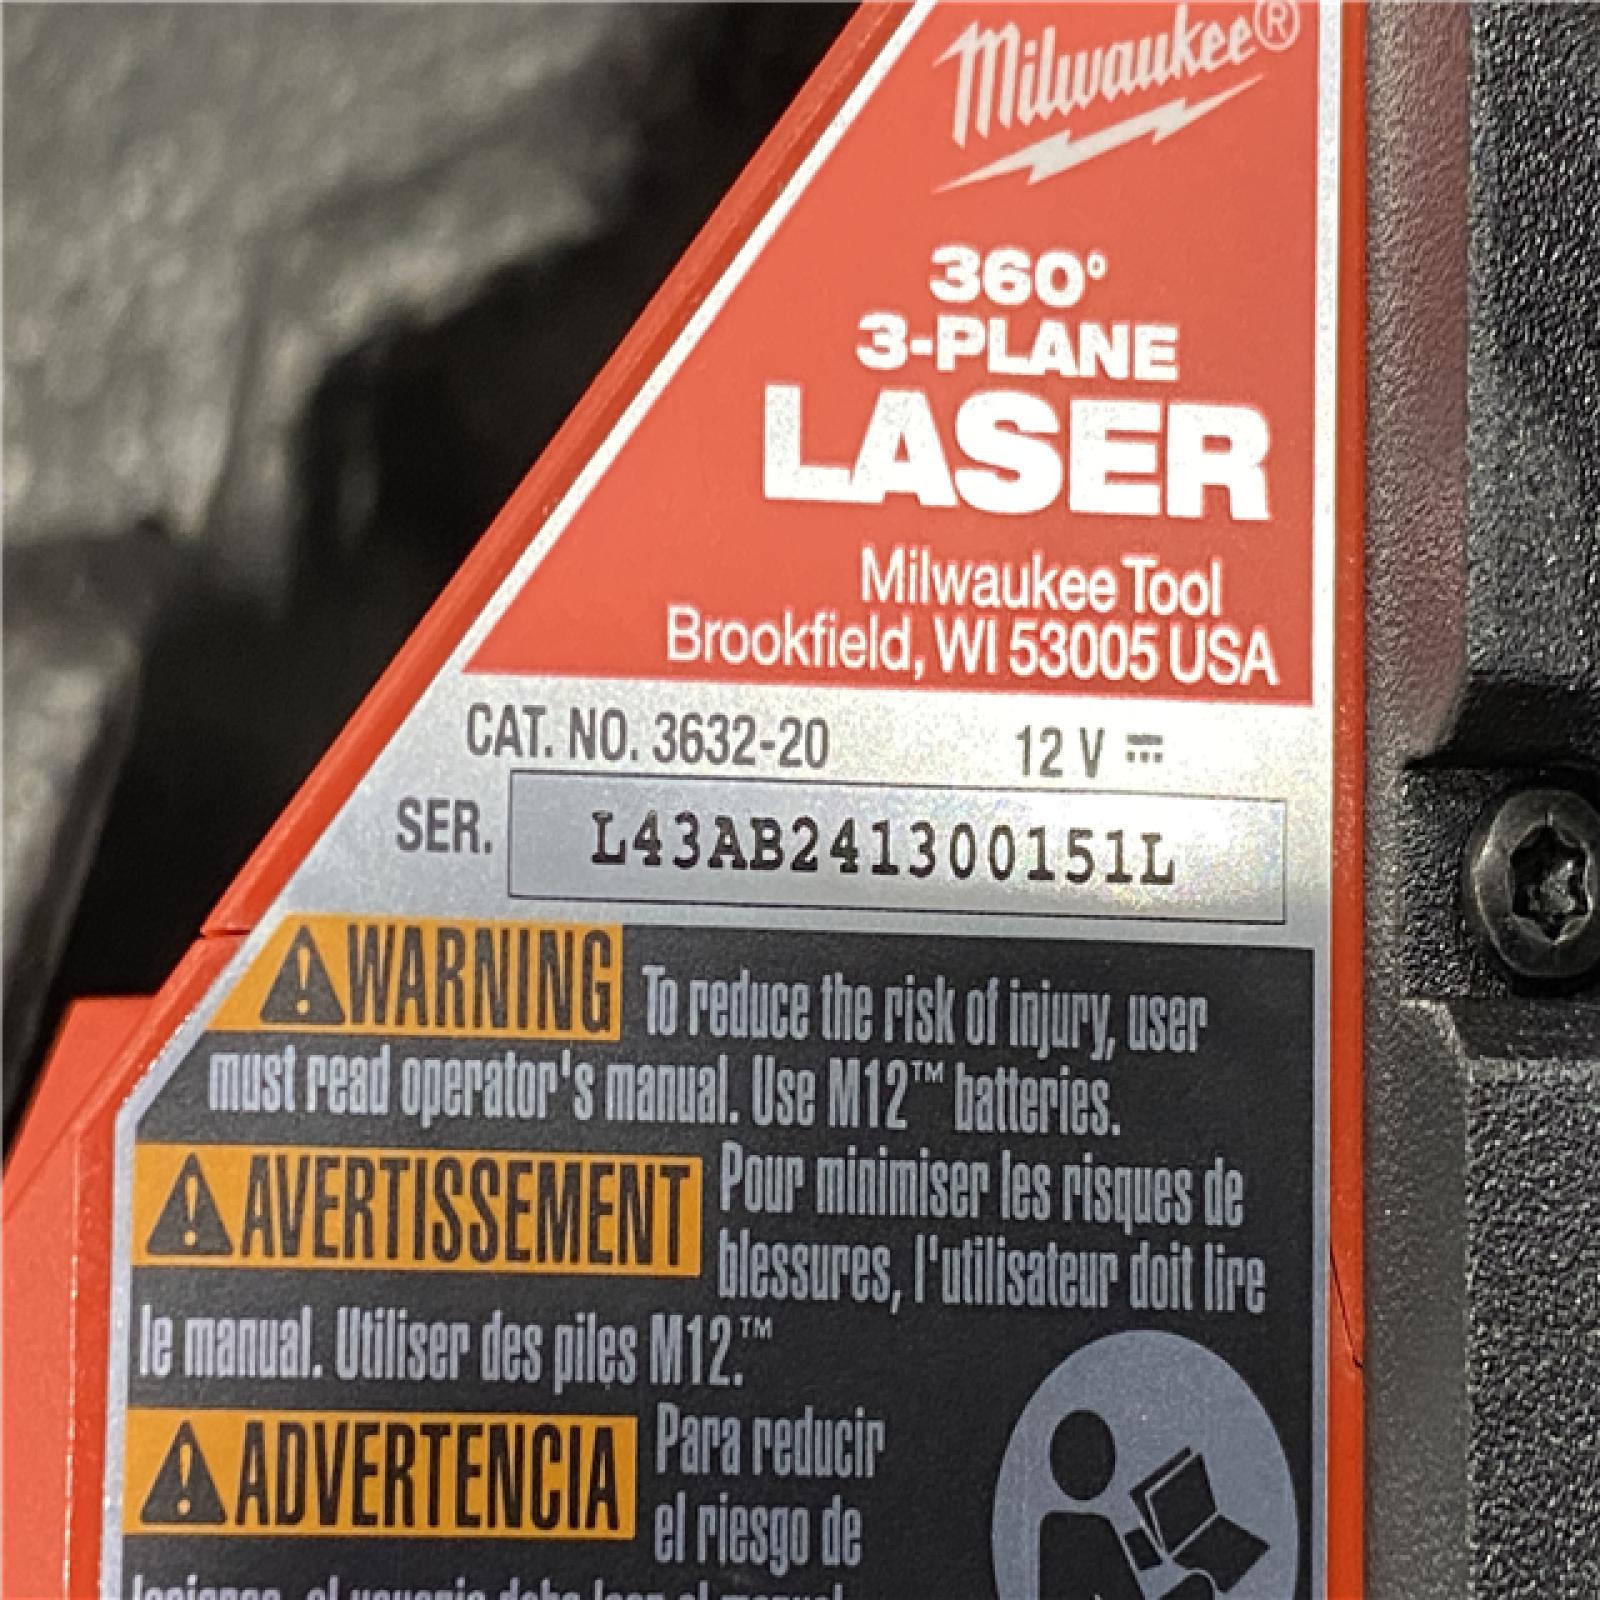 Milwaukee®
360°
3-PLANE
LASER
Milwaukee Tool
Brookfield, WI 53005 USA
CAT. NO. 3632-20 12 V ⎓
SER. L43AB241300151L
WARNING To reduce the risk of injury, user
must read operator's manual. Use M12™ batteries.
AVERTISSEMENT Pour minimiser les risques de
blessures, l'utilisateur doit lire
le manual. Utiliser des piles M12.™
ADVERTENCIA Para reducir
el riesgo de